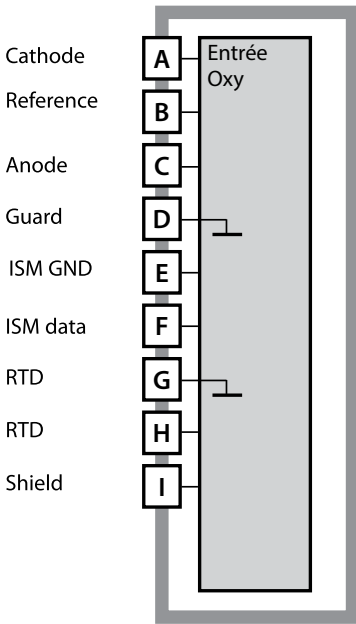 Cathode A Entrée
Oxy
Reference B
Anode C
Guard D
ISM GND E
ISM data F
RTD G
RTD H
Shield I